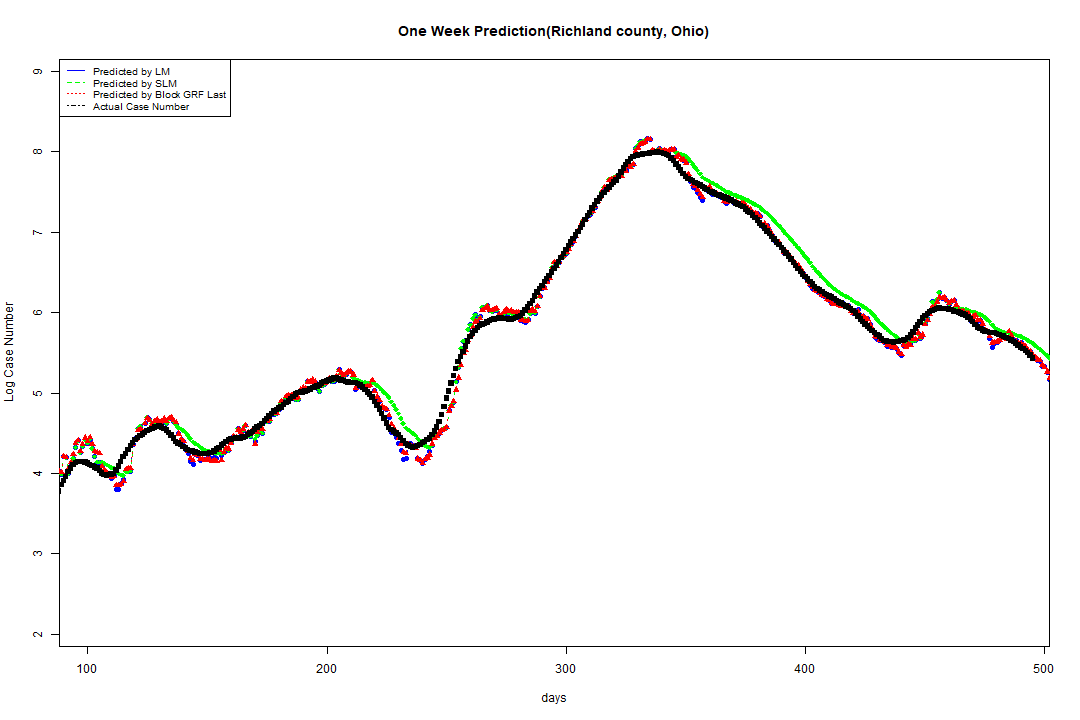 One Week Prediction(Richland county, Ohio)
Predicted by LM
Predicted by SLM
Predicted by Block GRF Last
Actual Case Number
9
8
7
6
5
4
3
2
Log Case Number
100 200 300 400 500
days